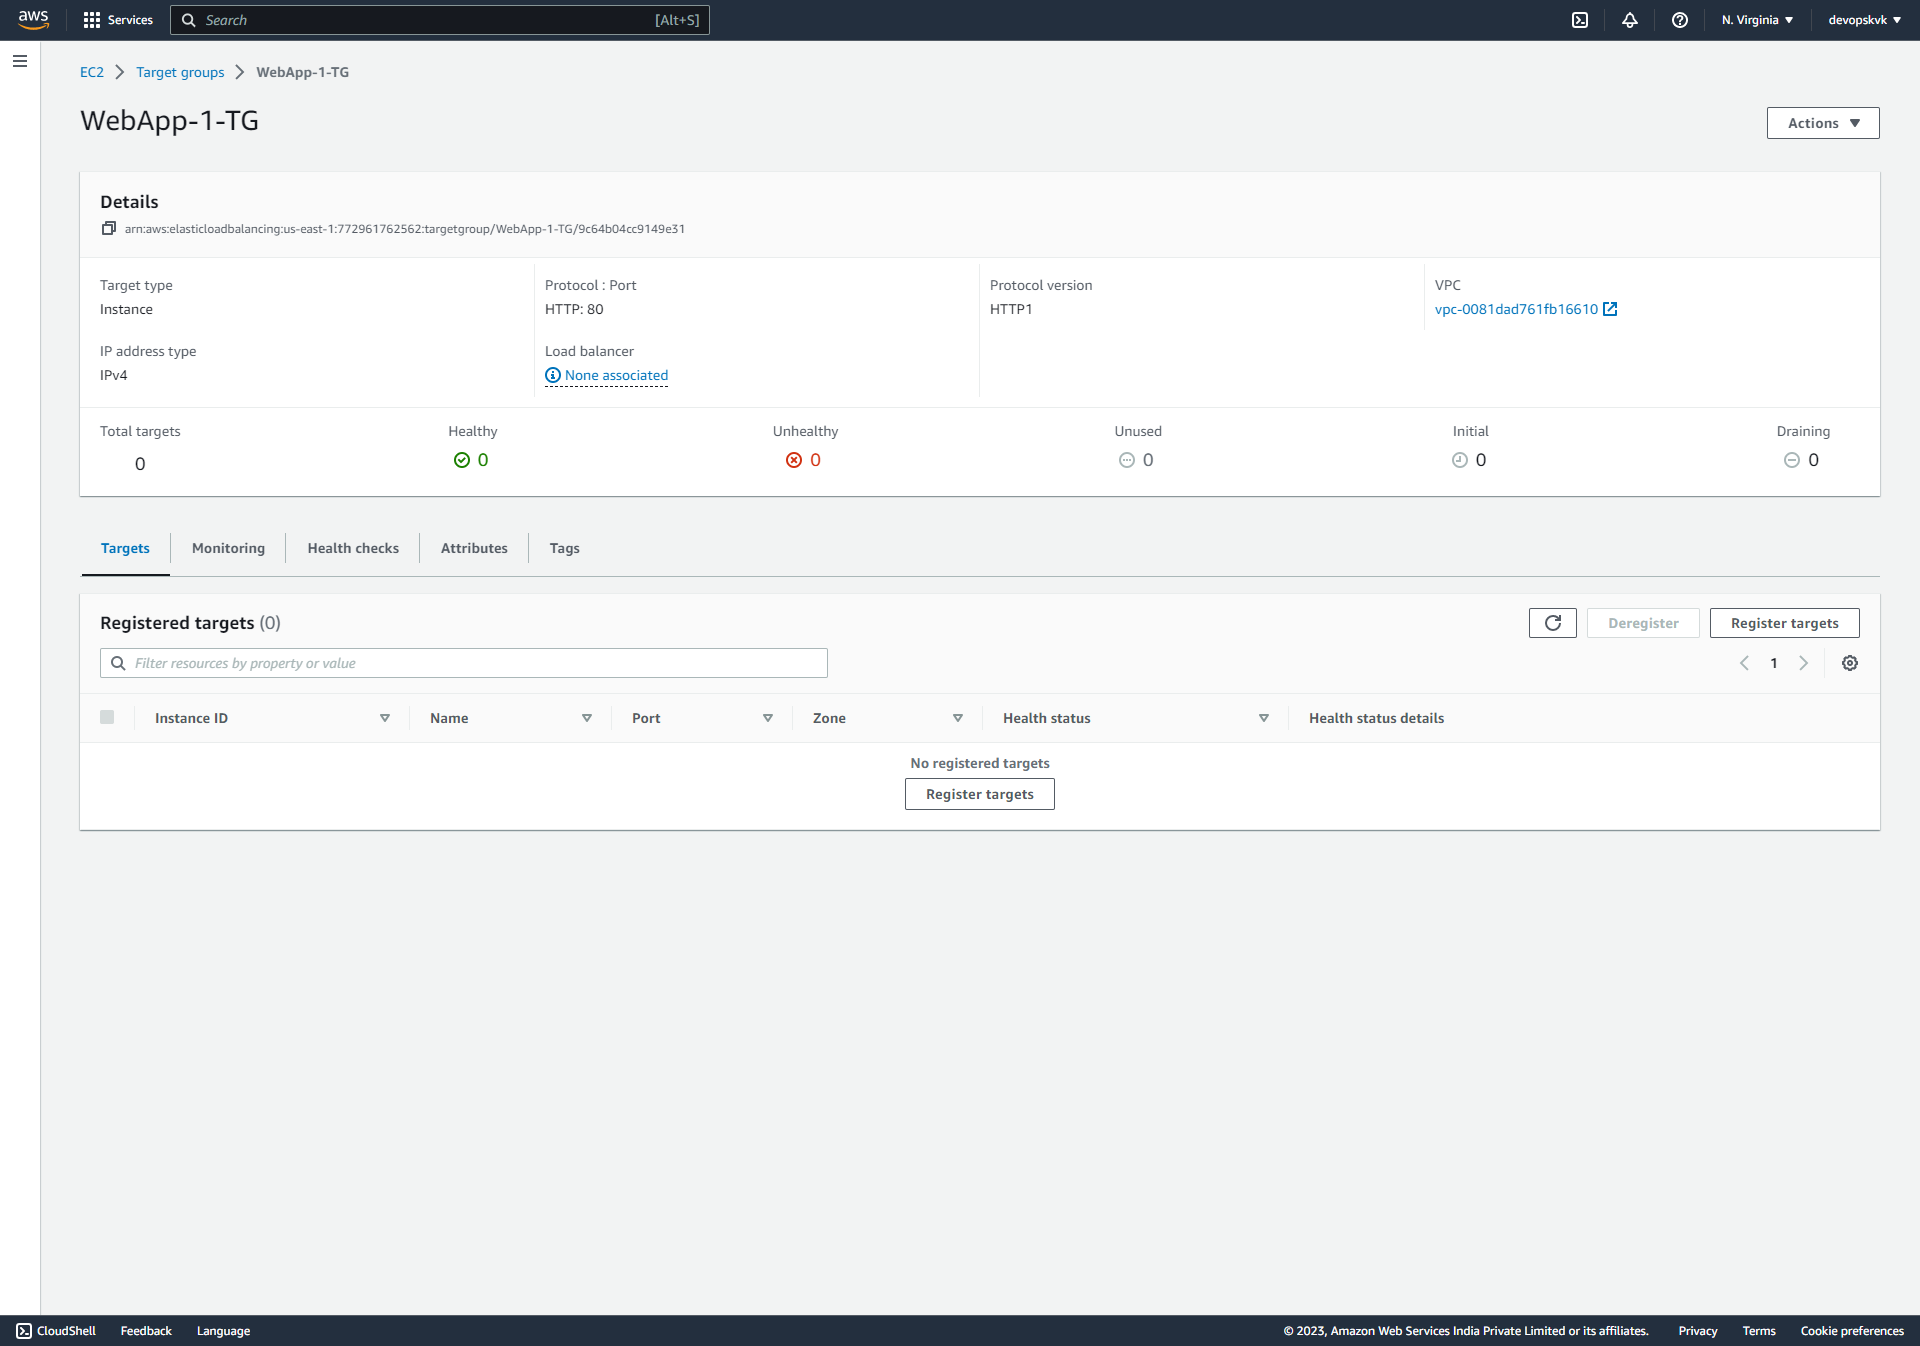 aws Services Search [Alt+S] N. Virginia devopskvk
EC2 Target groups WebApp-1-TG
WebApp-1-TG
Actions
Details
arn:aws:elasticloadbalancing:us-east-1:772961762562:targetgroup/WebApp-1-TG/9c64b04cc9149e31
Target type Protocol : Port Protocol version VPC
Instance HTTP: 80 HTTP1 vpc-0081dad761fb16610
IP address type Load balancer
IPv4 None associated
Total targets Healthy Unhealthy Unused Initial Draining
0 0 0 0 0 0
Targets Monitoring Health checks Attributes Tags
Registered targets (0) Deregister Register targets
Filter resources by property or value 1
Instance ID Name Port Zone Health status Health status details
No registered targets
Register targets
CloudShell Feedback Language © 2023, Amazon Web Services India Private Limited or its affiliates. Privacy Terms Cookie preferences